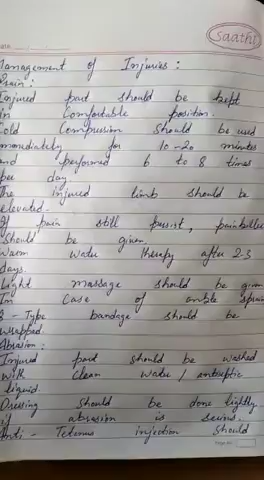 Saathi
Management of Injuries :
Sprain :
Injured part should be kept
in Comfortable position.
Cold Compression should be used
immediately for 10-20 minutes
and performed 6 to 8 times
per day.
The injured limb should be
elevated.
If pain still persist, painkiller
should be given.
Warm Water therapy after 2-3
days.
Light massage should be given
In Case of ankle sprain
8-Type bandage should be
wrapped.
Abrasion :
Injured part should be washed
with clean water / antiseptic
liquid.
Dressing should be done lightly.
If abrasion is serious.
Anti-Tetanus injection should